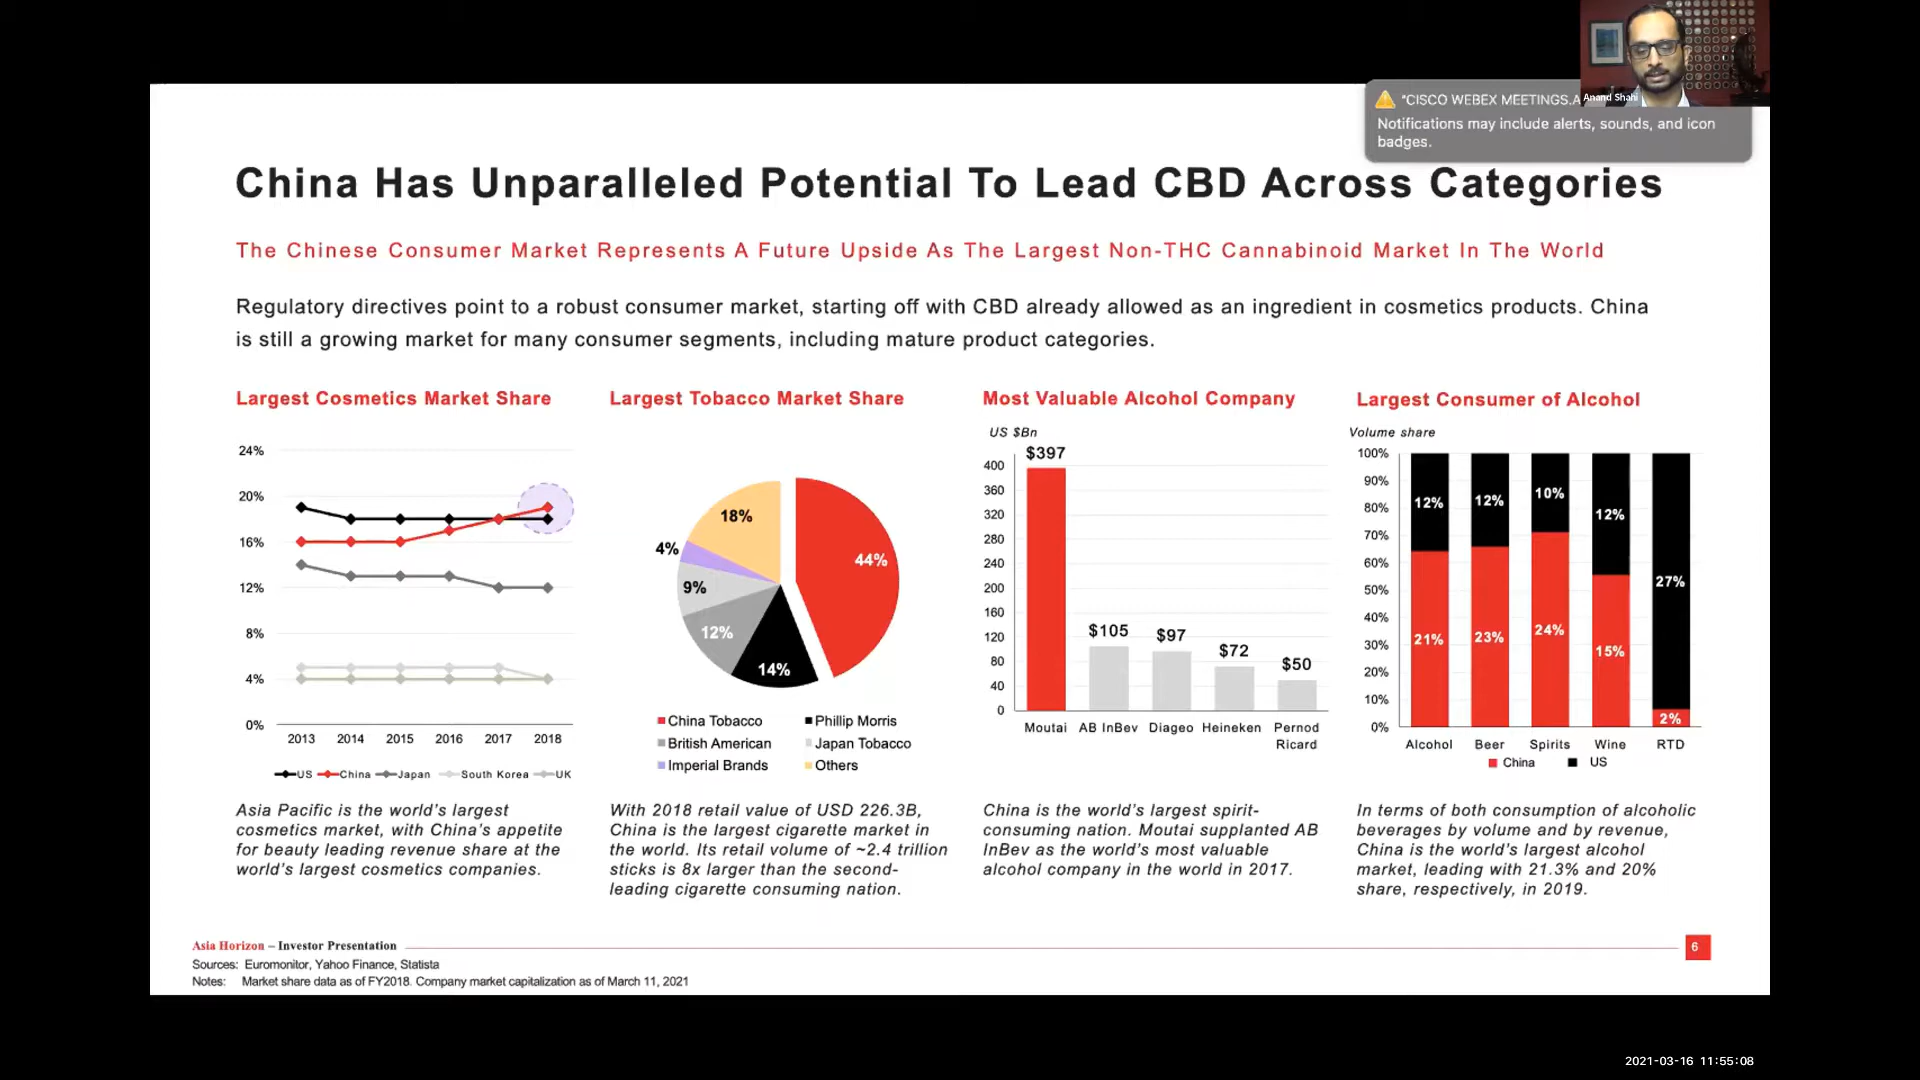 "CISCO WEBEX MEETINGS.A
Anand Shahi
Notifications may include alerts, sounds, and icon
badges.
China Has Unparalleled Potential To Lead CBD Across Categories
The Chinese Consumer Market Represents A Future Upside As The Largest Non-THC Cannabinoid Market In The World
Regulatory directives point to a robust consumer market, starting off with CBD already allowed as an ingredient in cosmetics products. China
is still a growing market for many consumer segments, including mature product categories.
Largest Cosmetics Market Share
24%
20%
16%
12%
8%
4%
0%
2013 2014 2015 2016 2017 2018
US China Japan South Korea UK
Asia Pacific is the world's largest
cosmetics market, with China's appetite
for beauty leading revenue share at the
world's largest cosmetics companies.
Largest Tobacco Market Share
18%
4%
44%
9%
12%
14%
China Tobacco Phillip Morris
British American Japan Tobacco
Imperial Brands Others
With 2018 retail value of USD 226.3B,
China is the largest cigarette market in
the world. Its retail volume of ~2.4 trillion
sticks is 8x larger than the second-
leading cigarette consuming nation.
Most Valuable Alcohol Company
US $Bn
$397
400
360
320
280
240
200
160
120
80
40
0
$105 $97 $72 $50
Moutai AB InBev Diageo Heineken Pernod
Ricard
China is the world's largest spirit-
consuming nation. Moutai supplanted AB
InBev as the world's most valuable
alcohol company in the world in 2017.
Largest Consumer of Alcohol
Volume share
100%
90%
80%
70%
60%
50%
40%
30%
20%
10%
0%
12% 12% 10% 12% 27%
21% 23% 24% 15% 2%
Alcohol Beer Spirits Wine RTD
China US
In terms of both consumption of alcoholic
beverages by volume and by revenue,
China is the world's largest alcohol
market, leading with 21.3% and 20%
share, respectively, in 2019.
Asia Horizon – Investor Presentation
6
Sources: Euromonitor, Yahoo Finance, Statista
Notes: Market share data as of FY2018. Company market capitalization as of March 11, 2021
2021-03-16 11:55:08